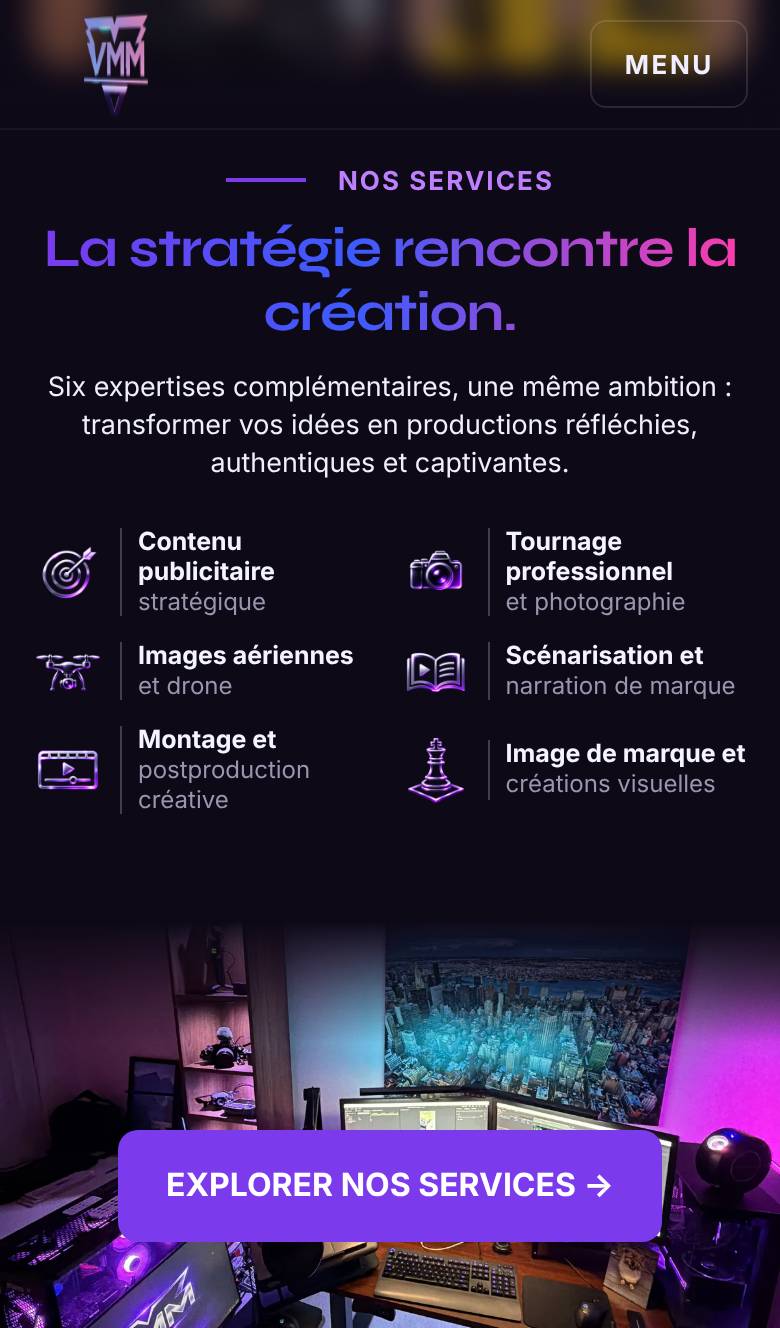 VMM
MENU
NOS SERVICES
La stratégie rencontre la
création.
Six expertises complémentaires, une même ambition :
transformer vos idées en productions réfléchies,
authentiques et captivantes.
Contenu
publicitaire
stratégique
Tournage
professionnel
et photographie
Images aériennes
et drone
Scénarisation et
narration de marque
Montage et
postproduction
créative
Image de marque et
créations visuelles
EXPLORER NOS SERVICES →
VMM